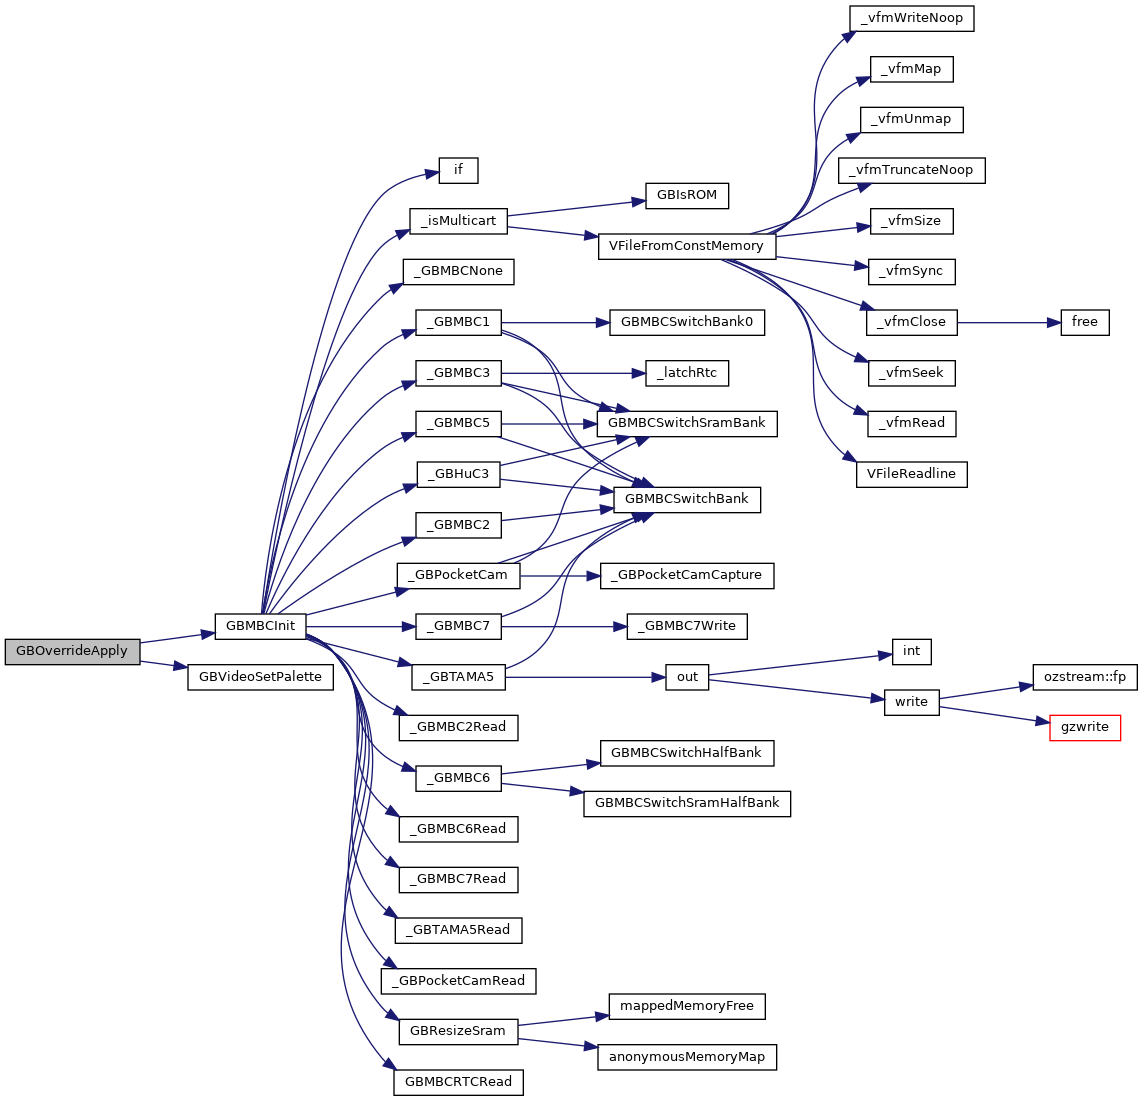 GBOverrideApply
GBMBCInit
GBVideoSetPalette
if
_isMulticart
_GBMBCNone
_GBMBC1
_GBMBC3
_GBMBC5
_GBHuC3
_GBMBC2
_GBPocketCam
_GBMBC7
_GBTAMA5
_GBMBC2Read
_GBMBC6
_GBMBC6Read
_GBMBC7Read
_GBTAMA5Read
_GBPocketCamRead
GBResizeSram
GBMBCRTCRead
GBIsROM
VFileFromConstMemory
GBMBCSwitchBank0
_latchRtc
GBMBCSwitchSramBank
GBMBCSwitchBank
_GBPocketCamCapture
_GBMBC7Write
out
GBMBCSwitchHalfBank
GBMBCSwitchSramHalfBank
mappedMemoryFree
anonymousMemoryMap
_vfmWriteNoop
_vfmMap
_vfmUnmap
_vfmTruncateNoop
_vfmSize
_vfmSync
_vfmClose
_vfmSeek
_vfmRead
VFileReadline
int
write
free
ozstream::fp
gzwrite